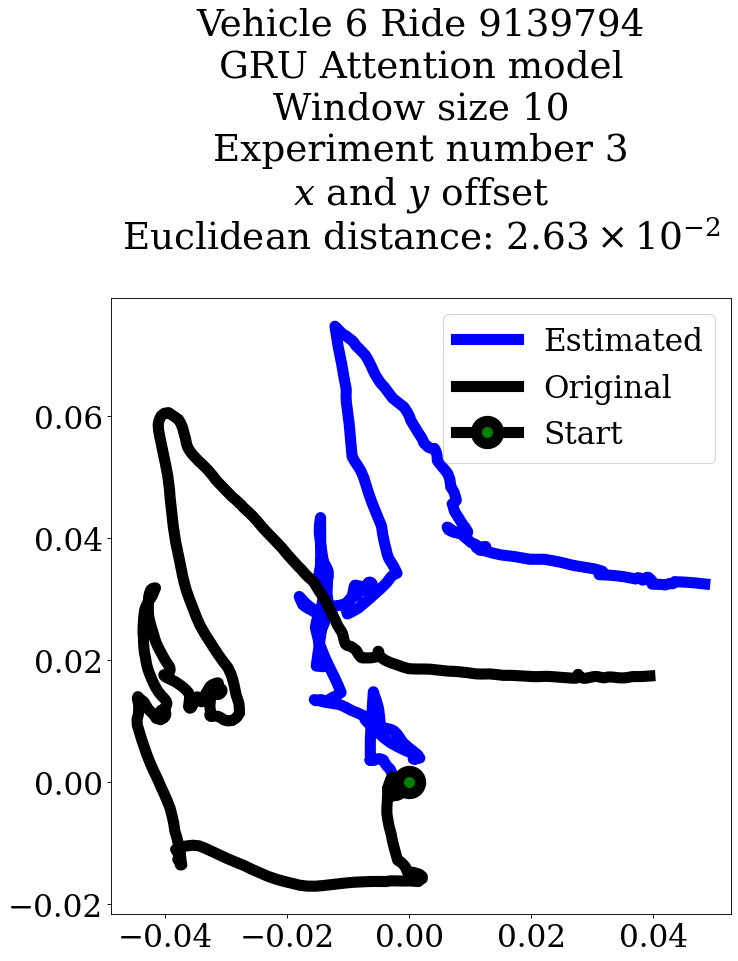 Vehicle 6 Ride 9139794
GRU Attention model
Window size 10
Experiment number 3
x and y offset
Euclidean distance: 2.63 × 10⁻²
Estimated
Original
Start
0.06
0.04
0.02
0.00
−0.02
−0.04
−0.02
0.00
0.02
0.04